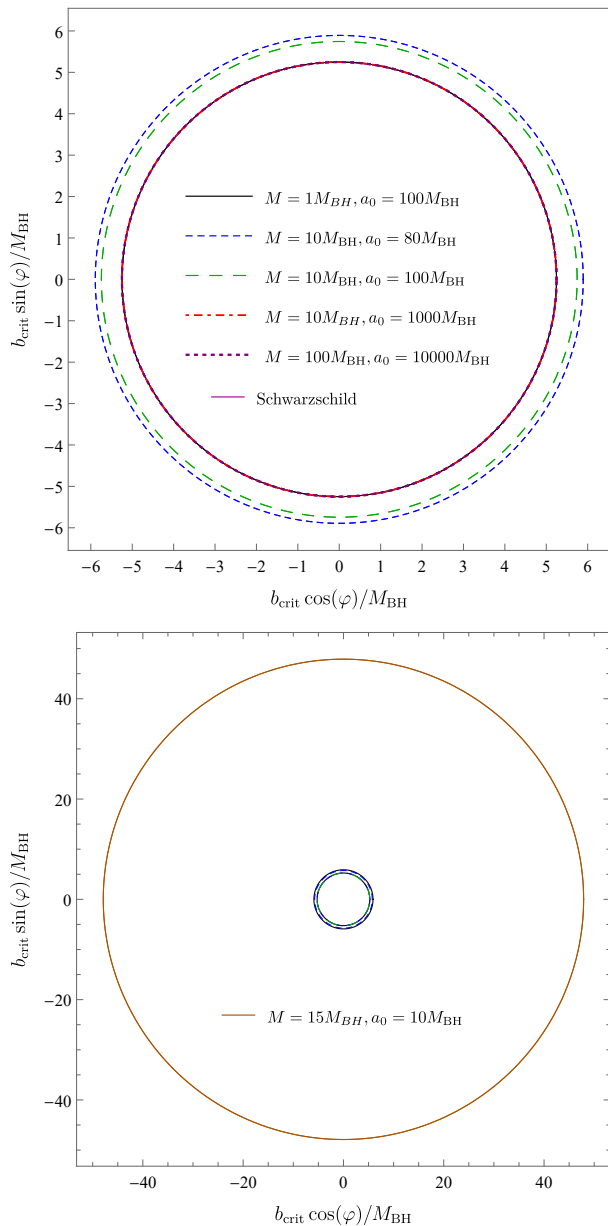 6
5
4
3
2
1
0
−1
−2
−3
−4
−5
−6
b_crit sin(φ)/M_BH
M = 1M_BH, a_0 = 100M_BH
M = 10M_BH, a_0 = 80M_BH
M = 10M_BH, a_0 = 100M_BH
M = 10M_BH, a_0 = 1000M_BH
M = 100M_BH, a_0 = 10000M_BH
Schwarzschild
−6 −5 −4 −3 −2 −1 0 1 2 3 4 5 6
b_crit cos(φ)/M_BH
40
20
0
−20
−40
b_crit sin(φ)/M_BH
M = 15M_BH, a_0 = 10M_BH
−40 −20 0 20 40
b_crit cos(φ)/M_BH